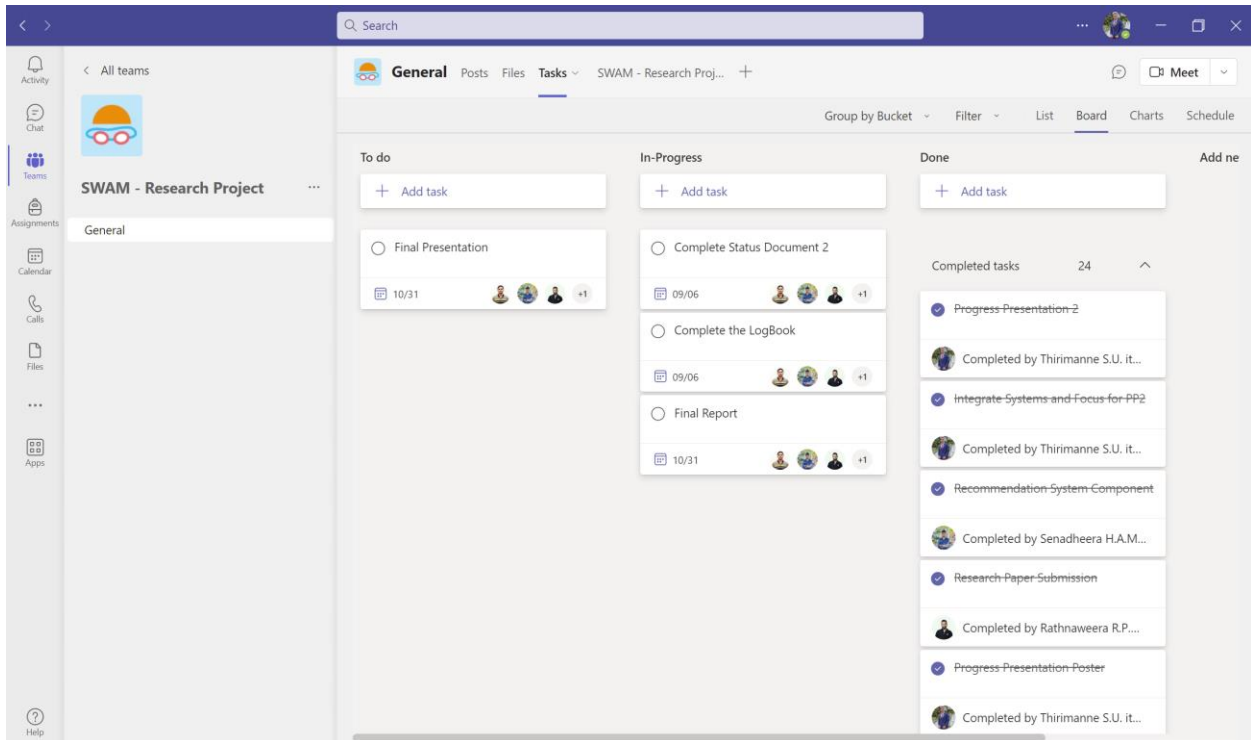 Search
Activity
Chat
Teams
Assignments
Calendar
Calls
Files
Apps
Help
All teams
SWAM - Research Project
General
General Posts Files Tasks SWAM - Research Proj...
Meet
Group by Bucket Filter List Board Charts Schedule
To do
Add task
Final Presentation
10/31 +1
In-Progress
Add task
Complete Status Document 2
09/06 +1
Complete the LogBook
09/06 +1
Final Report
10/31 +1
Done
Add task
Completed tasks 24
Progress Presentation 2
Completed by Thirimanne S.U. it...
Integrate Systems and Focus for PP2
Completed by Thirimanne S.U. it...
Recommendation System Component
Completed by Senadheera H.A.M...
Research Paper Submission
Completed by Rathnaweera R.P....
Progress Presentation Poster
Completed by Thirimanne S.U. it...
Add ne